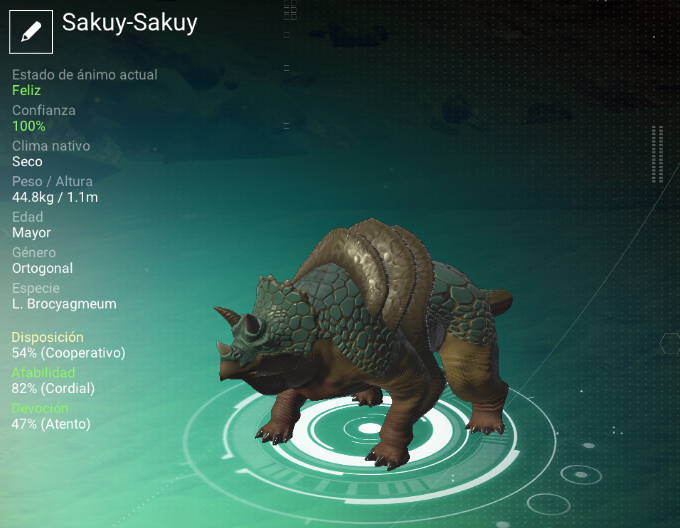 Sakuy-Sakuy
Estado de ánimo actual
Feliz
Confianza
100%
Clima nativo
Seco
Peso / Altura
44.8kg / 1.1m
Edad
Mayor
Género
Ortogonal
Especie
L. Brocyagmeum
Disposición
54% (Cooperativo)
Afabilidad
82% (Cordial)
Devoción
47% (Atento)